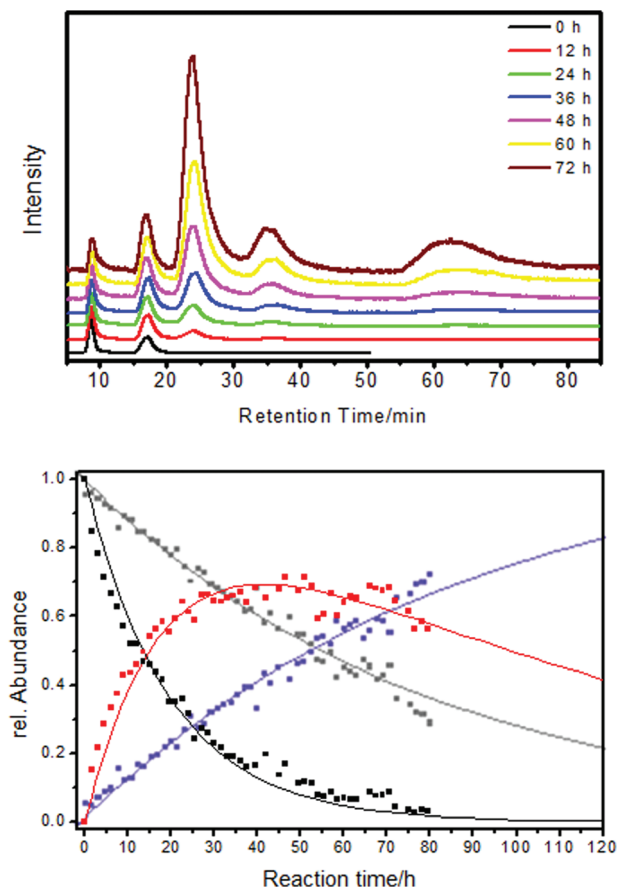 0 h
12 h
24 h
36 h
48 h
60 h
72 h
Intensity
10 20 30 40 50 60 70 80
Retention Time/min
1.0
0.8
0.6
0.4
0.2
0.0
rel. Abundance
0 10 20 30 40 50 60 70 80 90 100 110 120
Reaction time/h